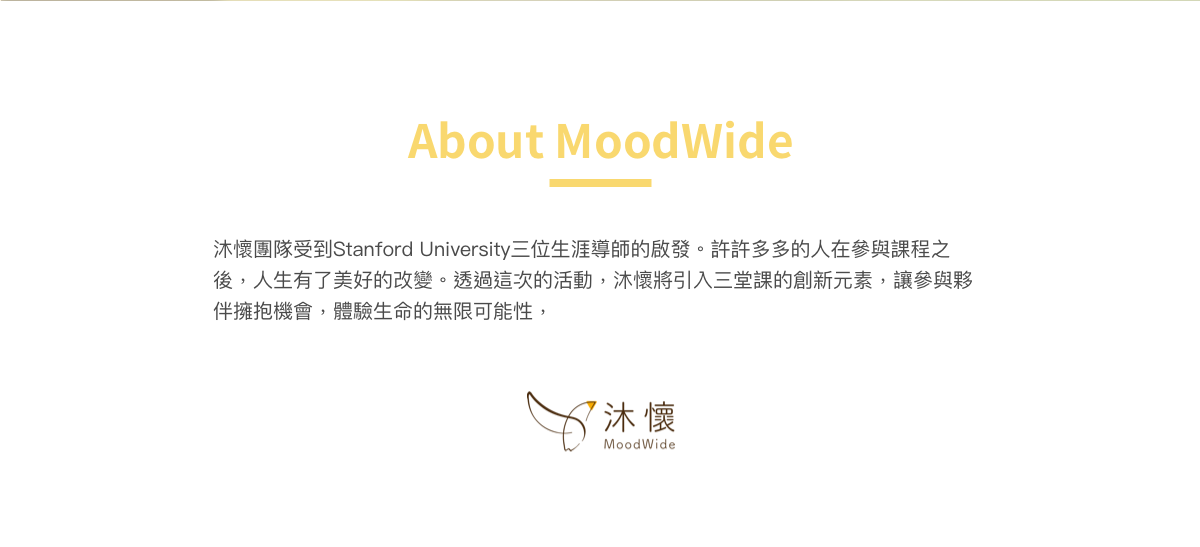 About MoodWide
沐懷團隊受到Stanford University三位生涯導師的啟發。許許多多的人在參與課程之
後，人生有了美好的改變。透過這次的活動，沐懷將引入三堂課的創新元素，讓參與夥
伴擁抱機會，體驗生命的無限可能性，
沐懷
MoodWide